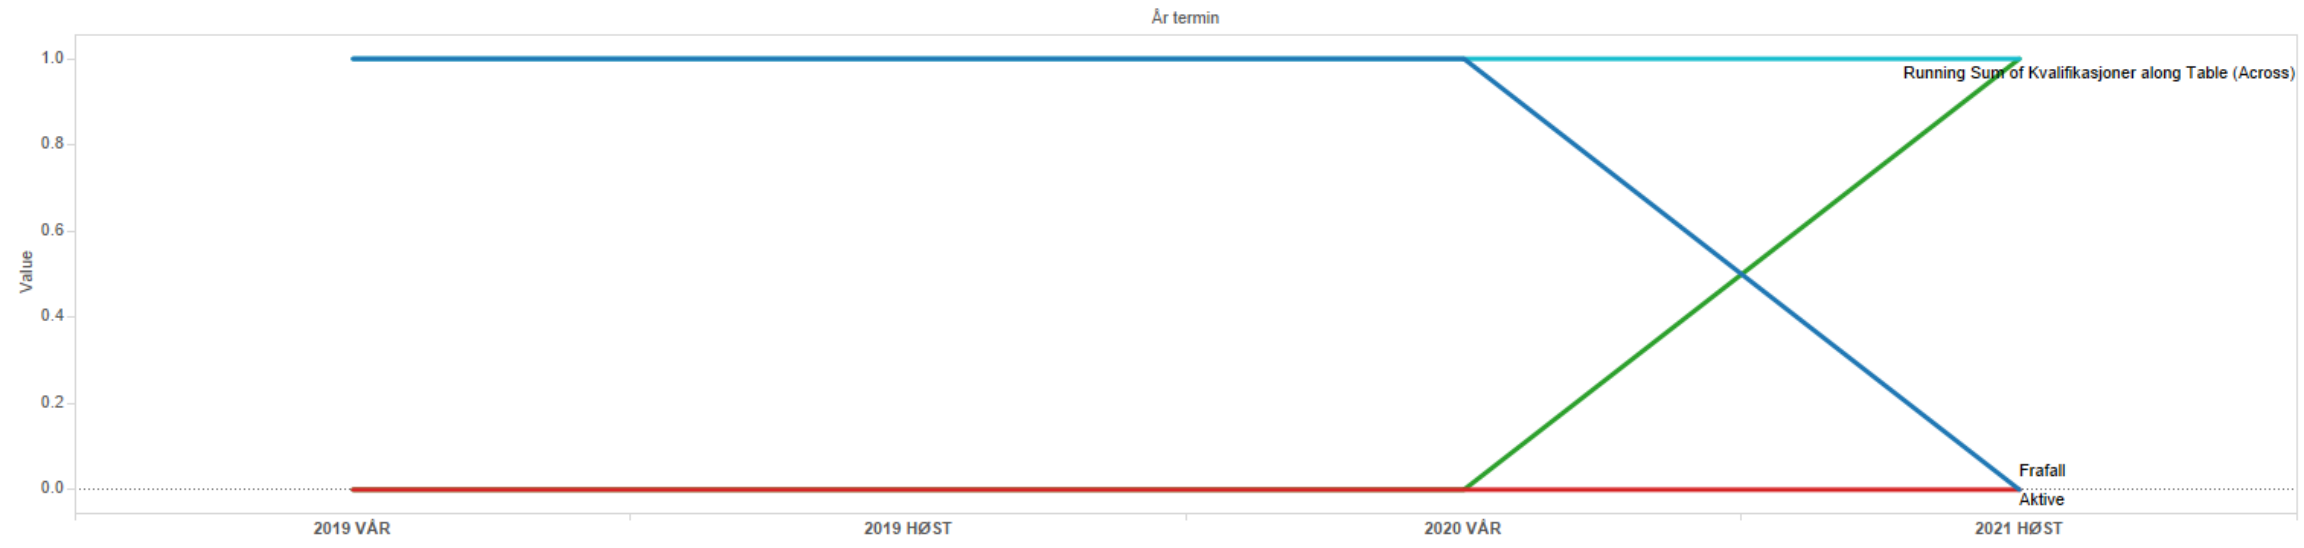 År termin
1.0
Running Sum of Kvalifikasjoner along Table (Across)
0.8
0.6
Value
0.4
0.2
Frafall
0.0
Aktive
2019 VÅR
2019 HØST
2020 VÅR
2021 HØST